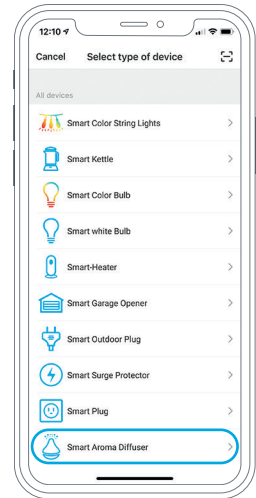 12:10
Cancel Select type of device
All devices
Smart Color String Lights
Smart Kettle
Smart Color Bulb
Smart white Bulb
Smart-Heater
Smart Garage Opener
Smart Outdoor Plug
Smart Surge Protector
Smart Plug
Smart Aroma Diffuser